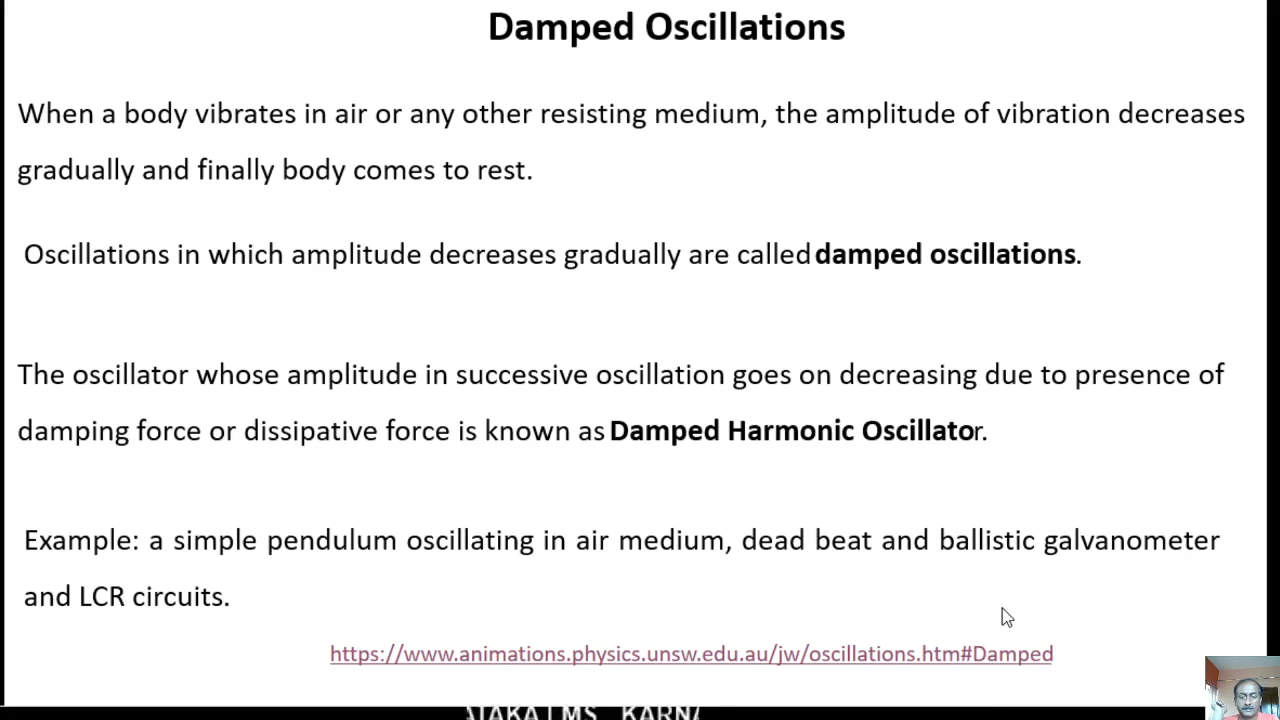 Damped Oscillations
When a body vibrates in air or any other resisting medium, the amplitude of vibration decreases
gradually and finally body comes to rest.
Oscillations in which amplitude decreases gradually are called damped oscillations.
The oscillator whose amplitude in successive oscillation goes on decreasing due to presence of
damping force or dissipative force is known as Damped Harmonic Oscillator.
Example: a simple pendulum oscillating in air medium, dead beat and ballistic galvanometer
and LCR circuits.
https://www.animations.physics.unsw.edu.au/jw/oscillations.htm#Damped